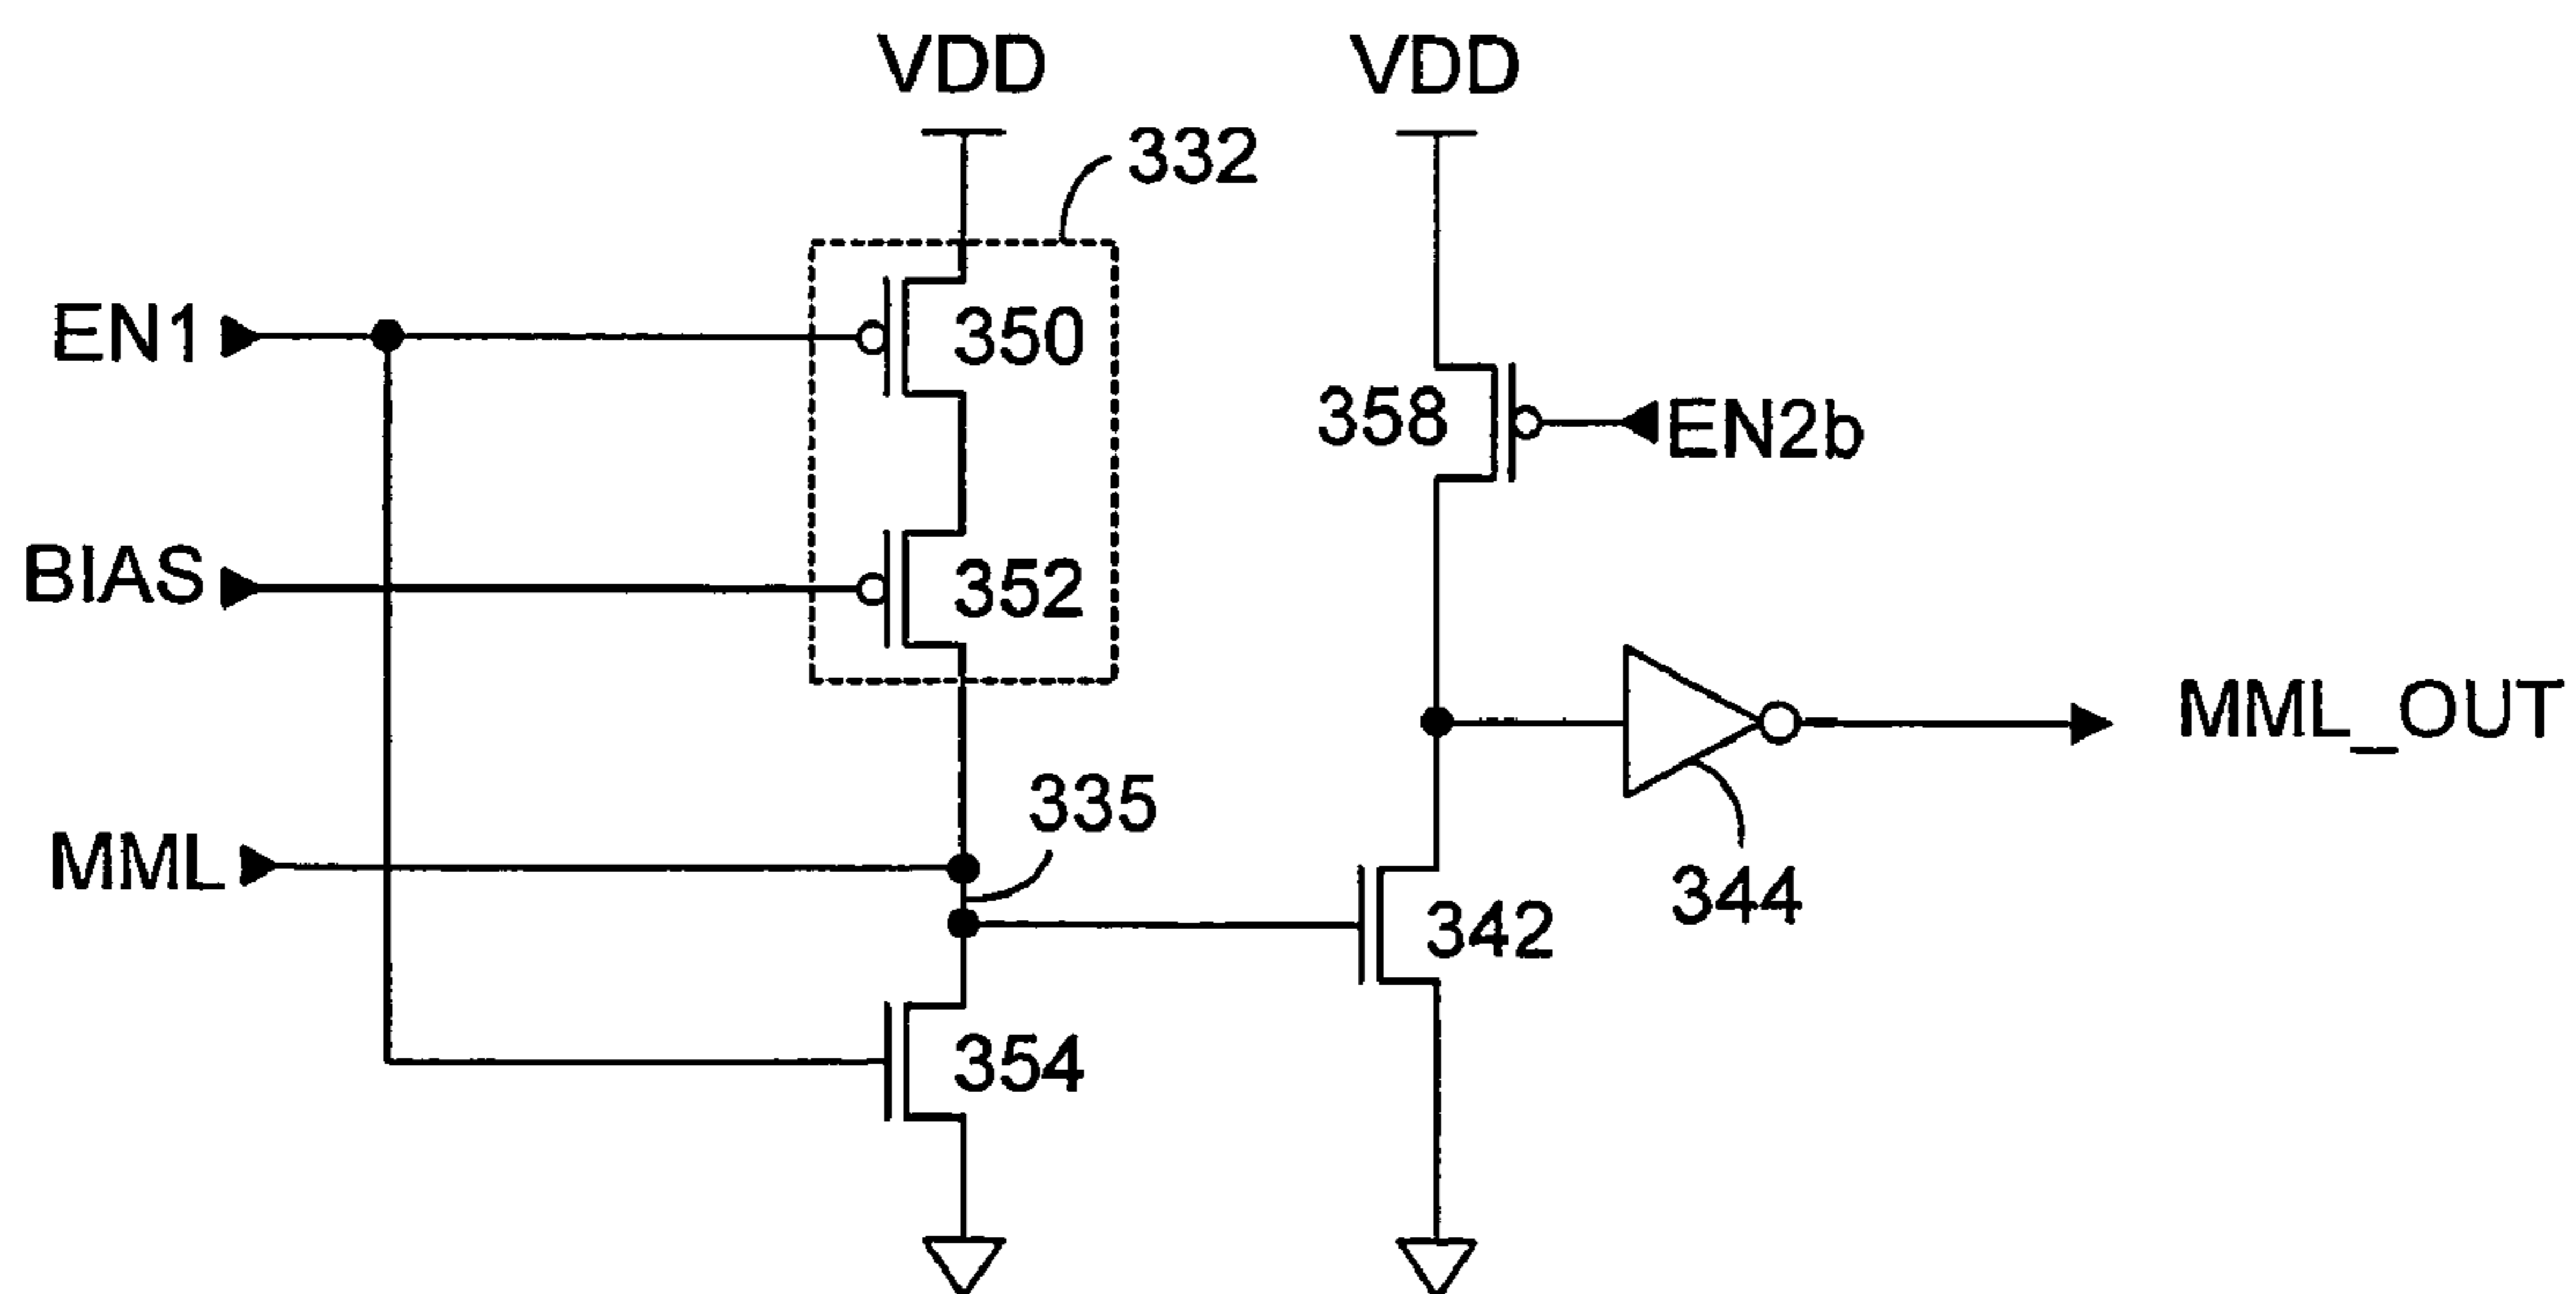 VDD
VDD
332
EN1
350
358
EN2b
BIAS
352
MML_OUT
335
MML
344
342
354